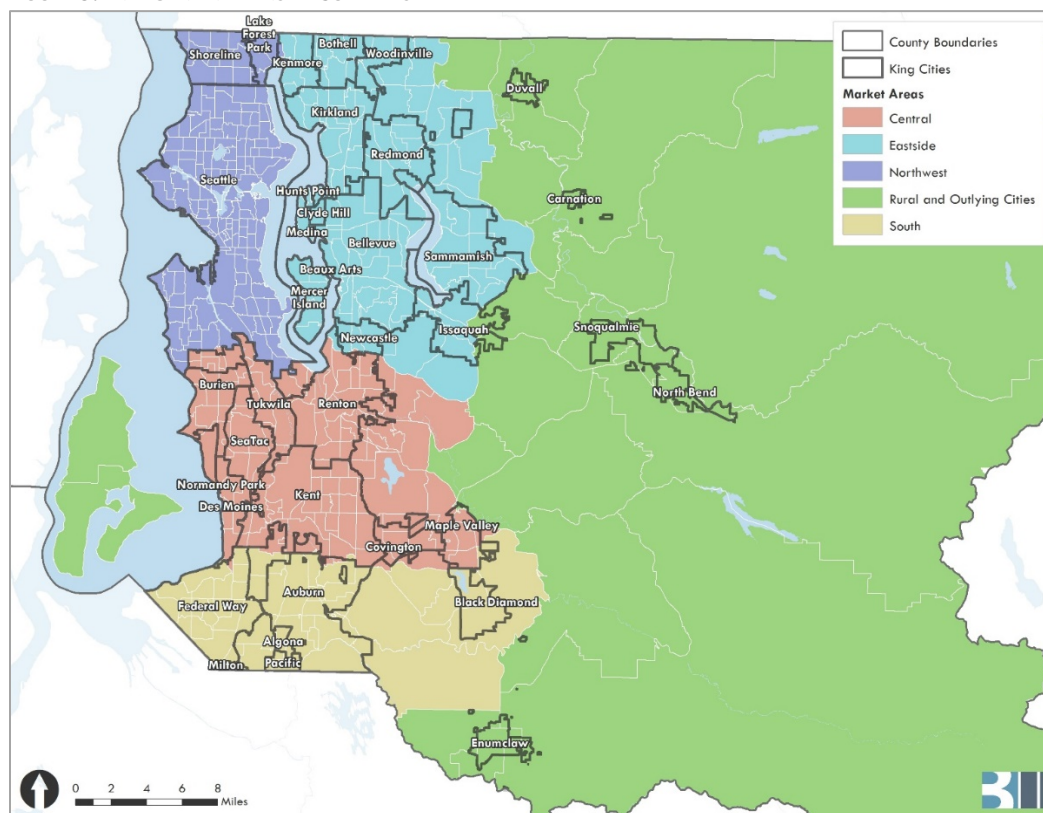 Lake
Forest
Park
Shoreline
Kenmore
Bothell
Woodinville
Duvall
Kirkland
Redmond
Seattle
Hunts Point
Clyde Hill
Medina
Carnation
Bellevue
Sammamish
Beaux Arts
Mercer
Island
Newcastle
Issaquah
Snoqualmie
North Bend
Burien
Tukwila
Renton
SeaTac
Normandy Park
Kent
Des Moines
Maple Valley
Covington
Federal Way
Auburn
Black Diamond
Algona
Milton
Pacific
Enumclaw
County Boundaries
King Cities
Market Areas
Central
Eastside
Northwest
Rural and Outlying Cities
South
0 2 4 6 8
Miles